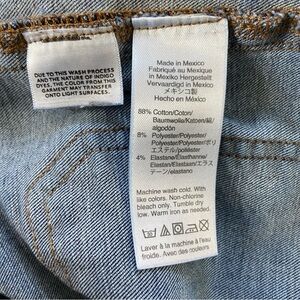 DUE TO THIS WASH PROCESS
AND THE NATURE OF INDIGO
DYES, THE COLOR FROM THIS
GARMENT MAY TRANSFER
ONTO LIGHT SURFACES.
Made in Mexico
Fabriqué au Mexique
in Mexiko Hergestellt
Vervaardigd in Mexico
メキシコ製
Hecho en México
88% Cotton/Coton/
Baumwolle/Katoen/綿/
algodón
8% Polyester/Polyester/
Polyester/Polyester/ポリ
エステル/poliéster
4% Elastane/Élasthanne/
Elastan/Elastaan/エラス
テーン/elastano
Machine wash cold. With
like colors. Non-chlorine
bleach only. Tumble dry
low. Warm iron as needed.
Laver à la machine à l'eau
froide. Avec des couleurs